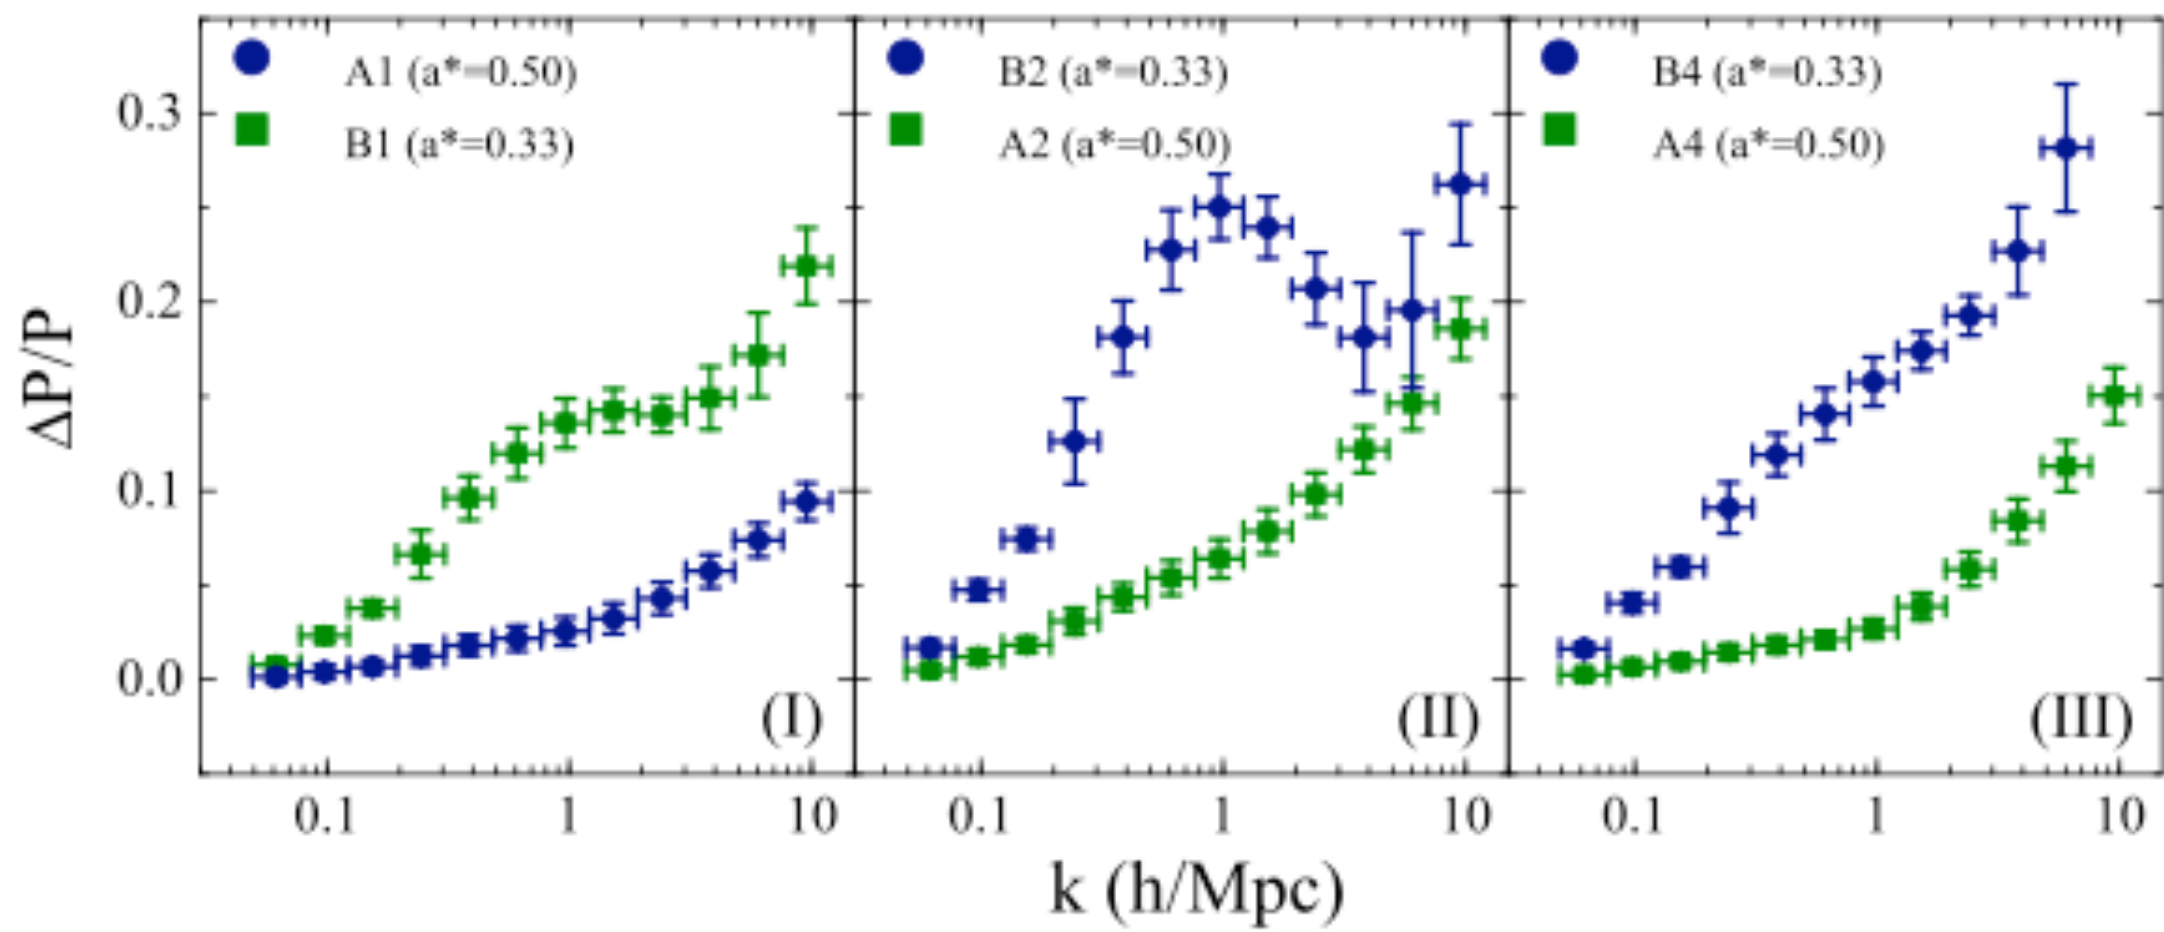 A1 (a*=0.50)
B1 (a*=0.33)
B2 (a*=0.33)
A2 (a*=0.50)
B4 (a*=0.33)
A4 (a*=0.50)
0.3
0.2
0.1
0.0
ΔP/P
(I)
(II)
(III)
0.1 1 10
0.1 1 10
0.1 1 10
k (h/Mpc)